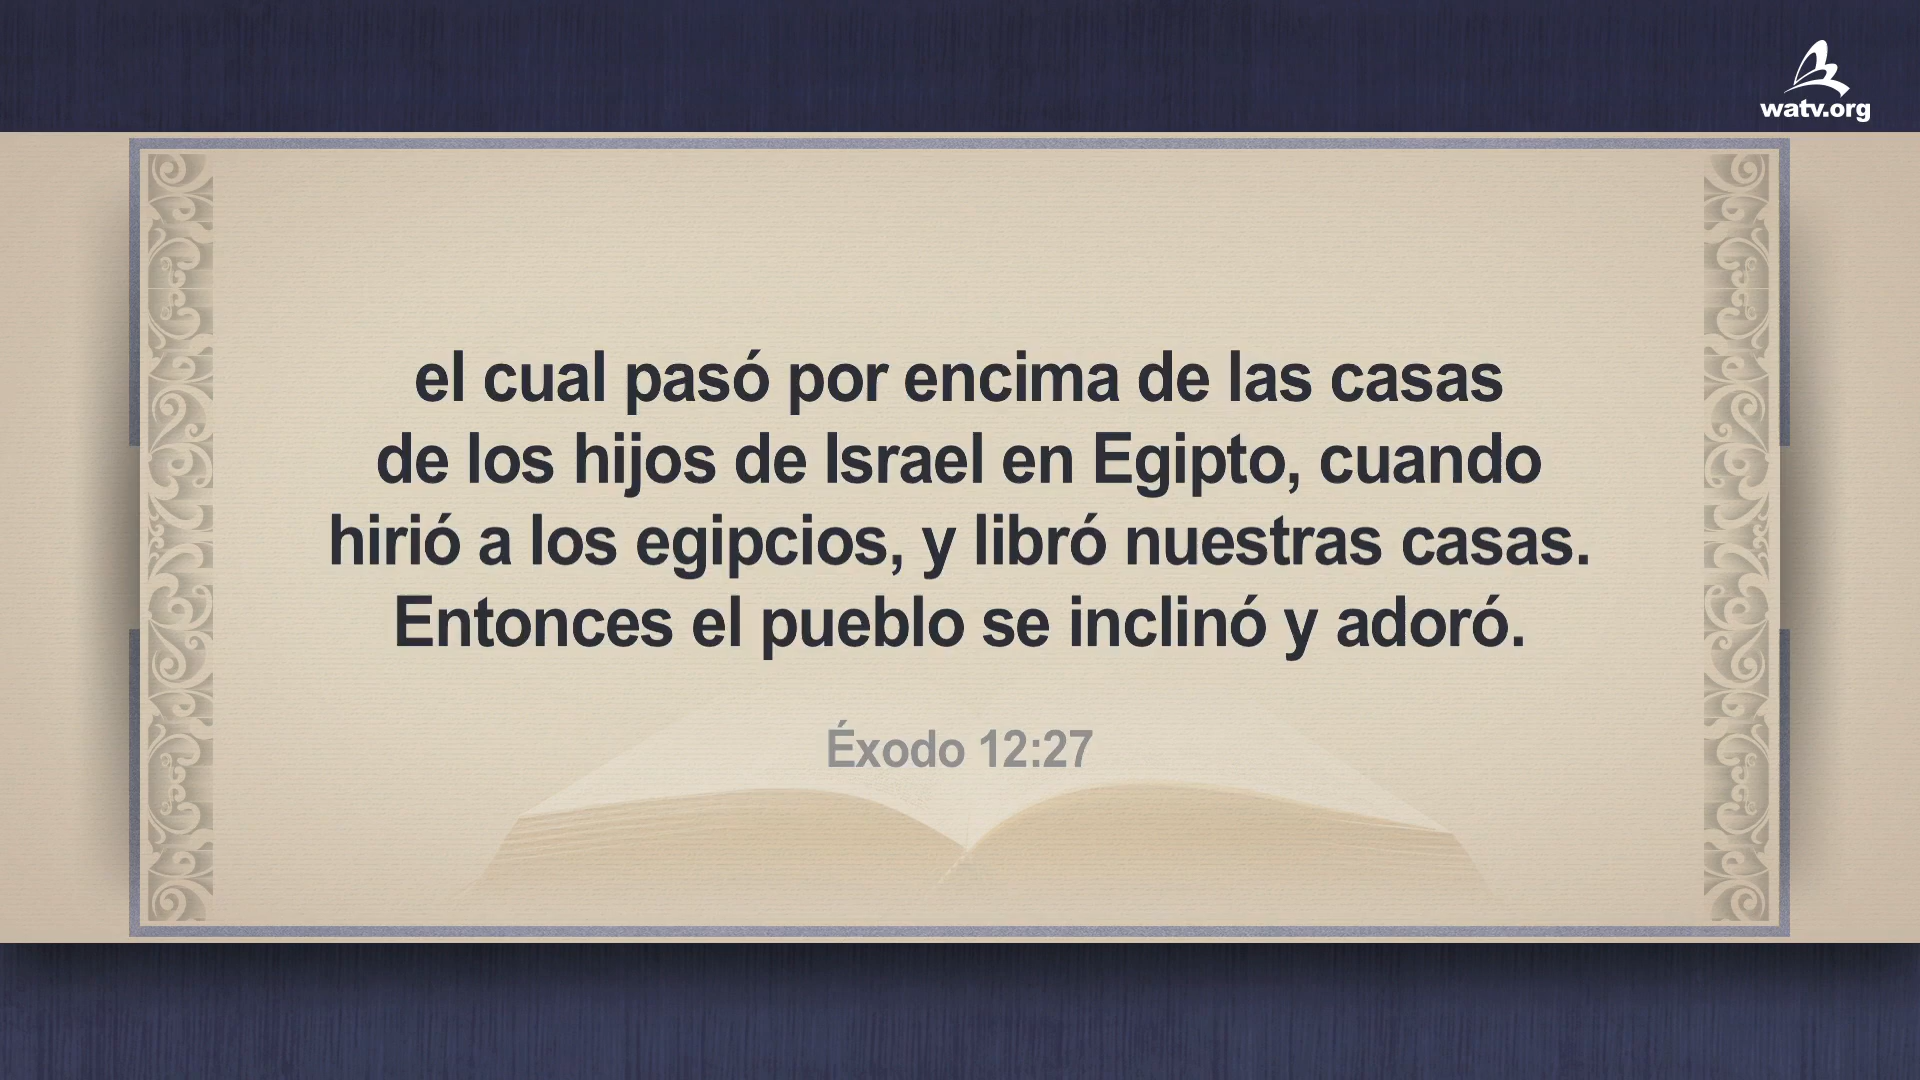 watv.org
el cual pasó por encima de las casas
de los hijos de Israel en Egipto, cuando
hirió a los egipcios, y libró nuestras casas.
Entonces el pueblo se inclinó y adoró.
Éxodo 12:27